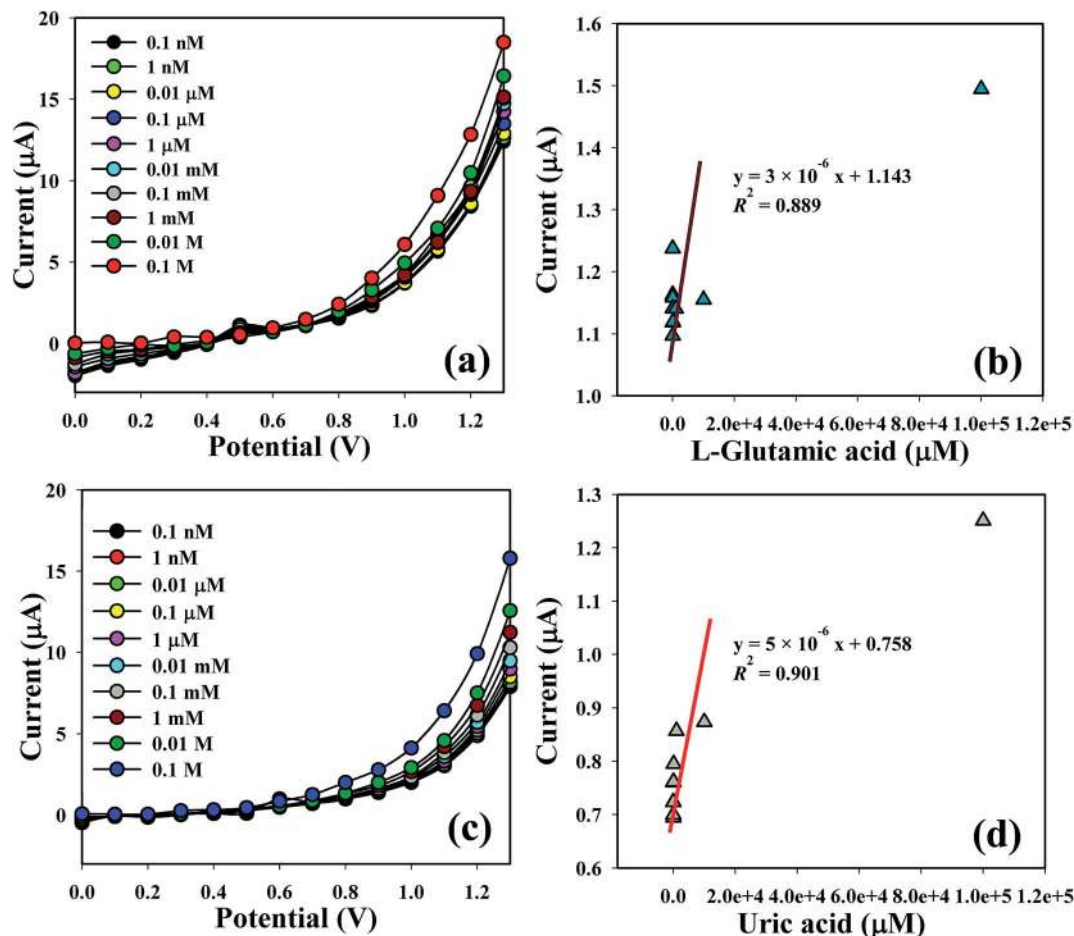 20
15
10
5
0
Current (μA)
0.1 nM
1 nM
0.01 μM
0.1 μM
1 μM
0.01 mM
0.1 mM
1 mM
0.01 M
0.1 M
(a)
0.0 0.2 0.4 0.6 0.8 1.0 1.2
Potential (V)
1.6
1.5
1.4
1.3
1.2
1.1
1.0
Current (μA)
y = 3 × 10⁻⁶ x + 1.143
R² = 0.889
(b)
0.0 2.0e+4 4.0e+4 6.0e+4 8.0e+4 1.0e+5 1.2e+5
L-Glutamic acid (μM)
20
15
10
5
0
Current (μA)
0.1 nM
1 nM
0.01 μM
0.1 μM
1 μM
0.01 mM
0.1 mM
1 mM
0.01 M
0.1 M
(c)
0.0 0.2 0.4 0.6 0.8 1.0 1.2
Potential (V)
1.3
1.2
1.1
1.0
0.9
0.8
0.7
0.6
Current (μA)
y = 5 × 10⁻⁶ x + 0.758
R² = 0.901
(d)
0.0 2.0e+4 4.0e+4 6.0e+4 8.0e+4 1.0e+5 1.2e+5
Uric acid (μM)